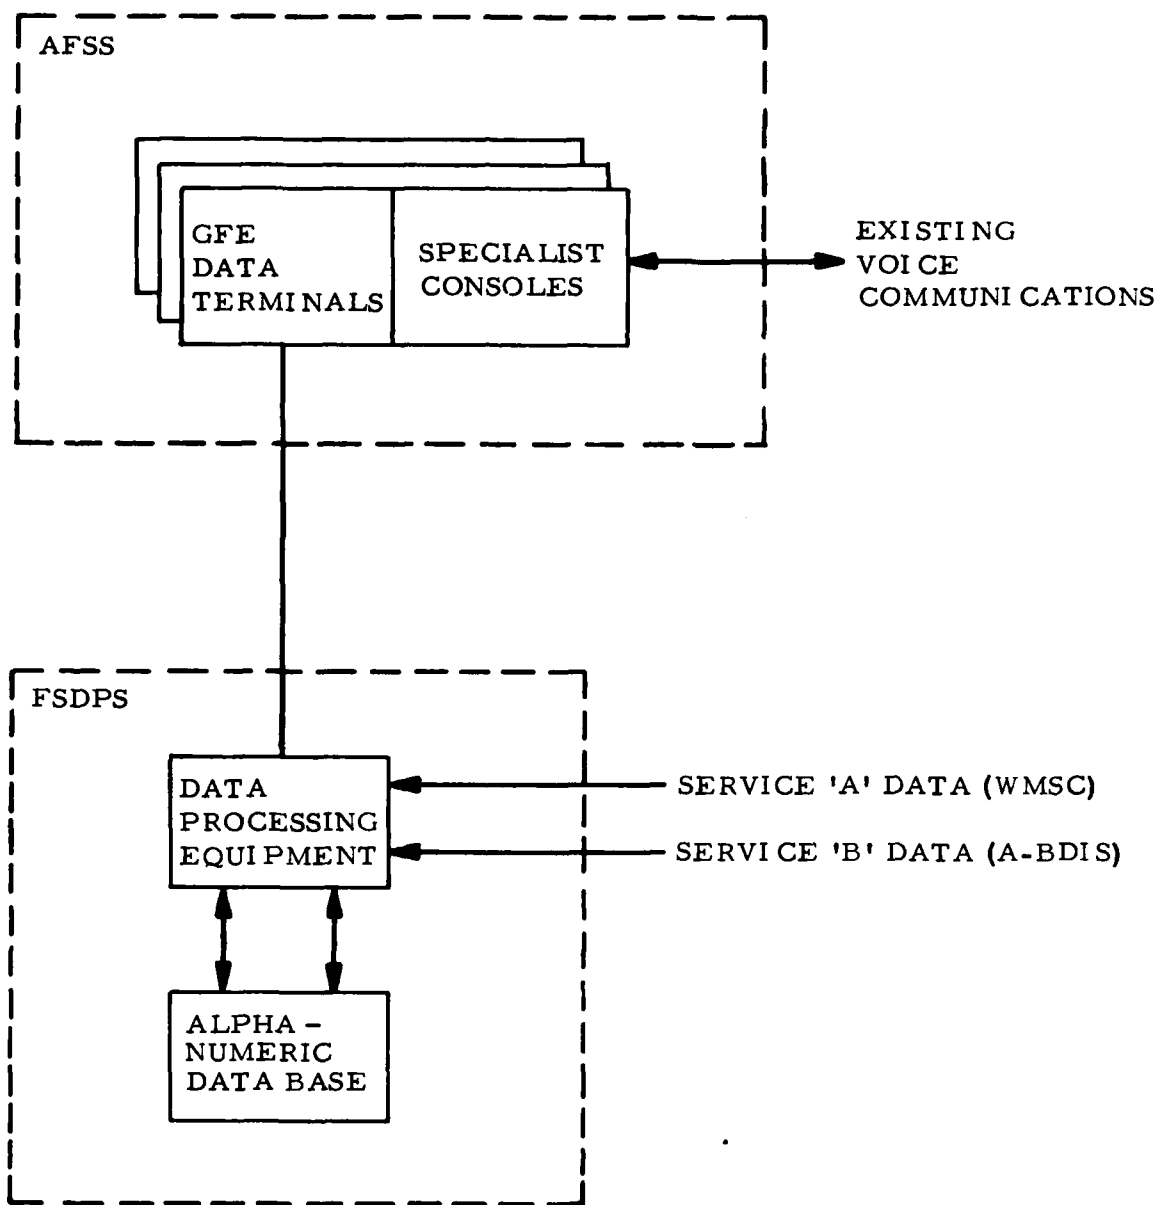 AFSS
GFE
DATA
TERMINALS
SPECIALIST
CONSOLES
EXISTING
VOICE
COMMUNICATIONS
FSDPS
DATA
PROCESSING
EQUIPMENT
SERVICE 'A' DATA (WMSC)
SERVICE 'B' DATA (A-BDIS)
ALPHA-
NUMERIC
DATA BASE